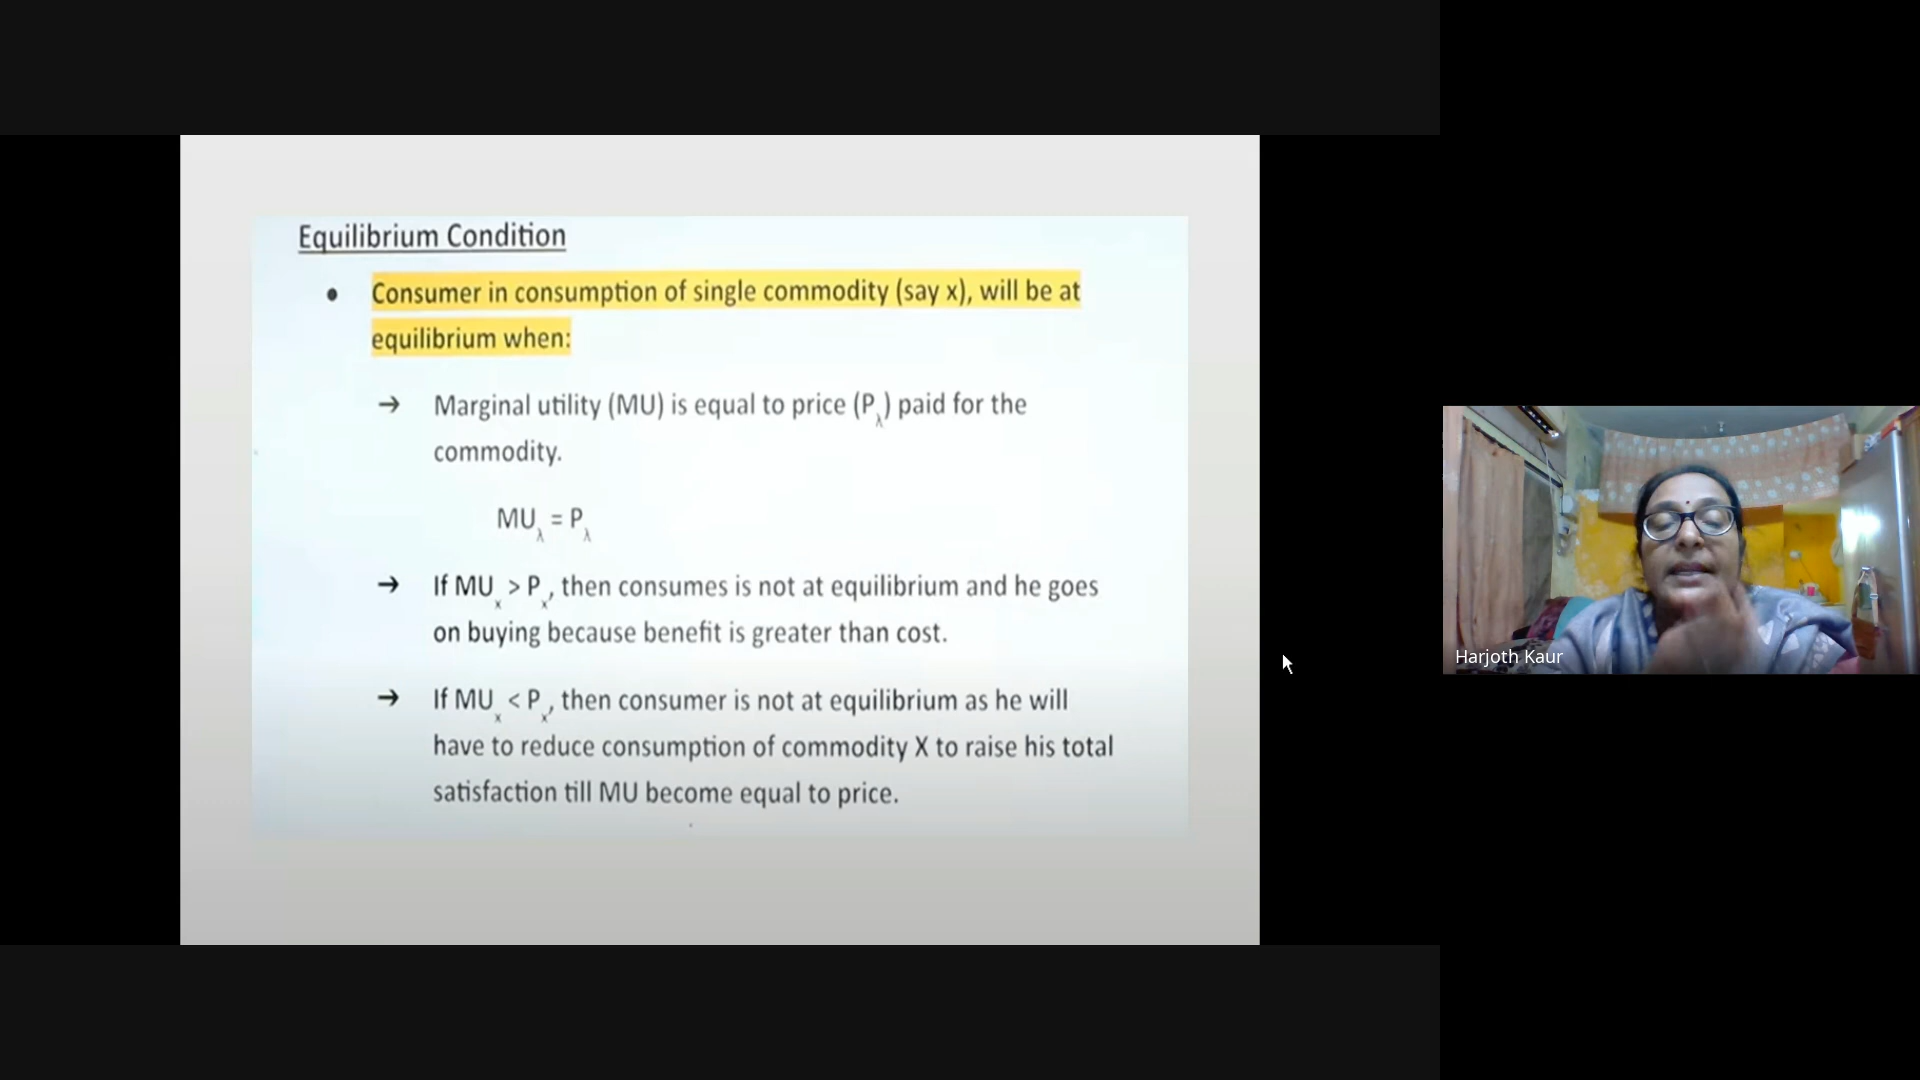 Equilibrium Condition
• Consumer in consumption of single commodity (say x), will be at
equilibrium when:
→ Marginal utility (MU) is equal to price (Pλ) paid for the
commodity.
MUλ = Pλ
→ If MUx > Px, then consumes is not at equilibrium and he goes
on buying because benefit is greater than cost.
→ If MUx < Px, then consumer is not at equilibrium as he will
have to reduce consumption of commodity X to raise his total
satisfaction till MU become equal to price.
Harjoth Kaur